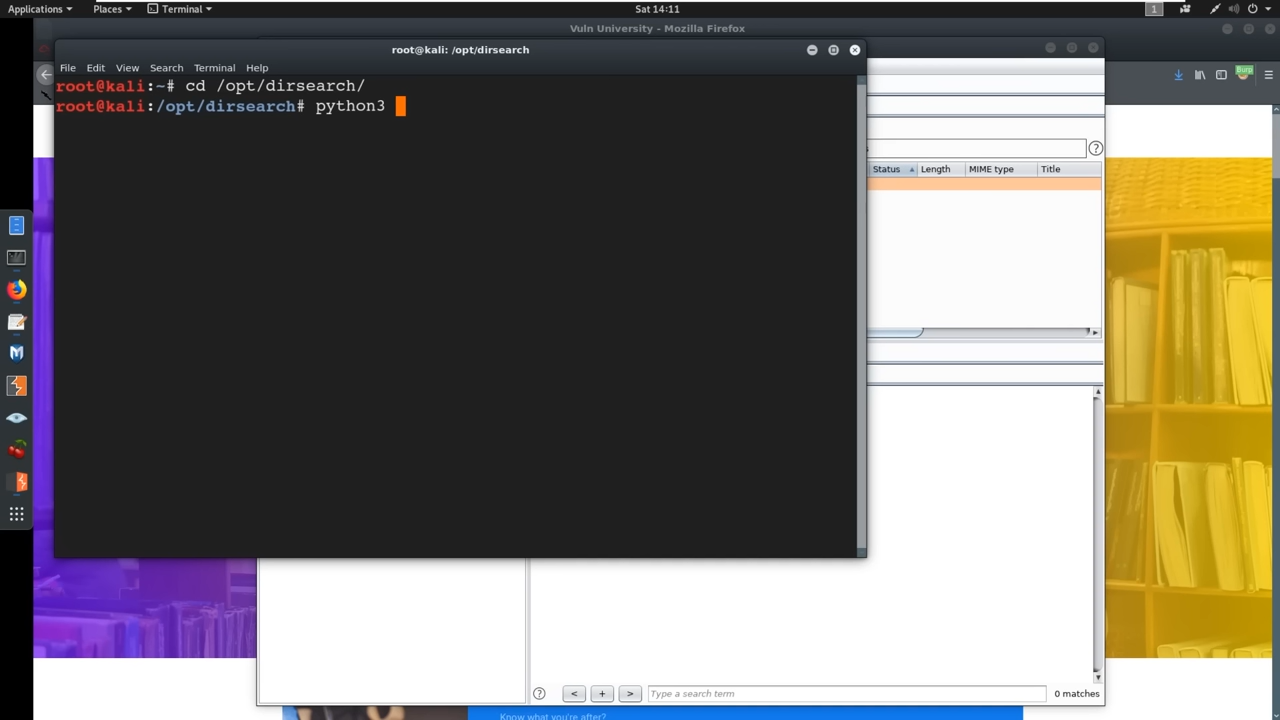 Applications
Places
Terminal
Sat 14:11
1
Vuln University - Mozilla Firefox
root@kali: /opt/dirsearch
File Edit View Search Terminal Help
Burp
root@kali:~# cd /opt/dirsearch/
root@kali:/opt/dirsearch# python3
?
Status Length MIME type Title
? < + > Type a search term 0 matches
Know what you're after?